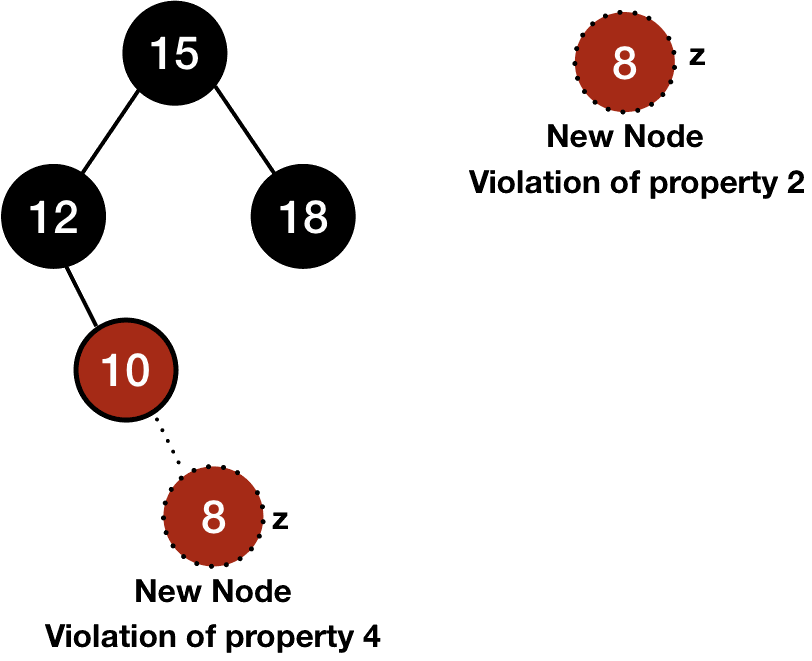 15
8 z
New Node
Violation of property 2
12 18
10
8 z
New Node
Violation of property 4